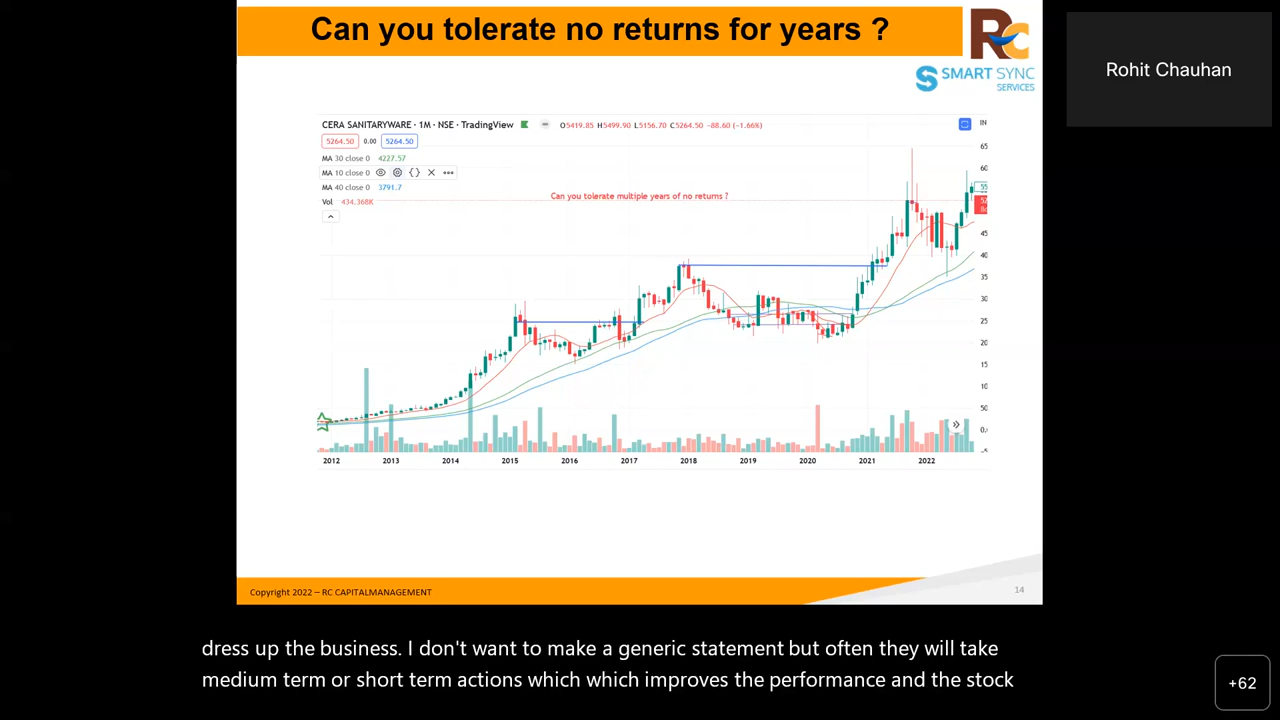 Can you tolerate no returns for years ?
Rc
SMART SYNC
SERVICES
Rohit Chauhan
CERA SANITARYWARE · 1M · NSE · TradingView O5419.85 H5499.90 L5156.70 C5264.50 −88.60 (−1.66%)
IN
5264.50 0.00 5264.50
MA 30 close 0 4227.57
MA 10 close 0
MA 40 close 0 3791.7
Vol 434.368K
Can you tolerate multiple years of no returns ?
65
60
55
52
45
40
35
30
25
20
15
10
50
0.
2012 2013 2014 2015 2016 2017 2018 2019 2020 2021 2022
Copyright 2022 – RC CAPITALMANAGEMENT
14
dress up the business. I don't want to make a generic statement but often they will take
medium term or short term actions which which improves the performance and the stock
+62